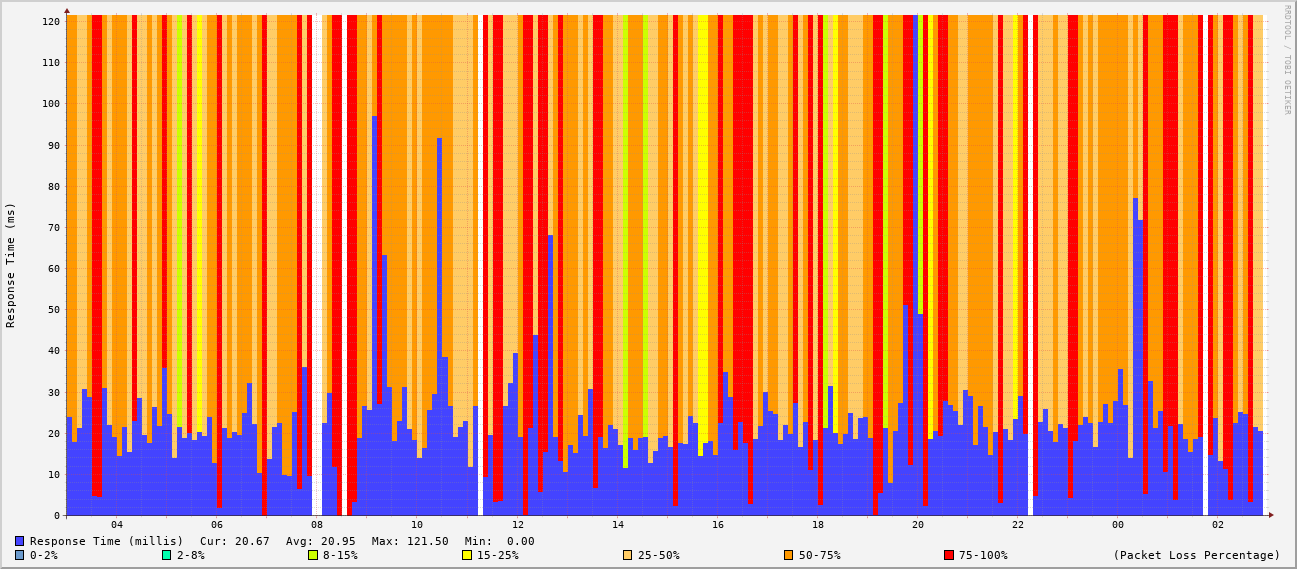 RRDTOOL / TOBI OETIKER
Response Time (ms)
120
110
100
90
80
70
60
50
40
30
20
10
0
04 06 08 10 12 14 16 18 20 22 00 02
Response Time (millis) Cur: 20.67 Avg: 20.95 Max: 121.50 Min: 0.00
0-2% 2-8% 8-15% 15-25% 25-50% 50-75% 75-100% (Packet Loss Percentage)